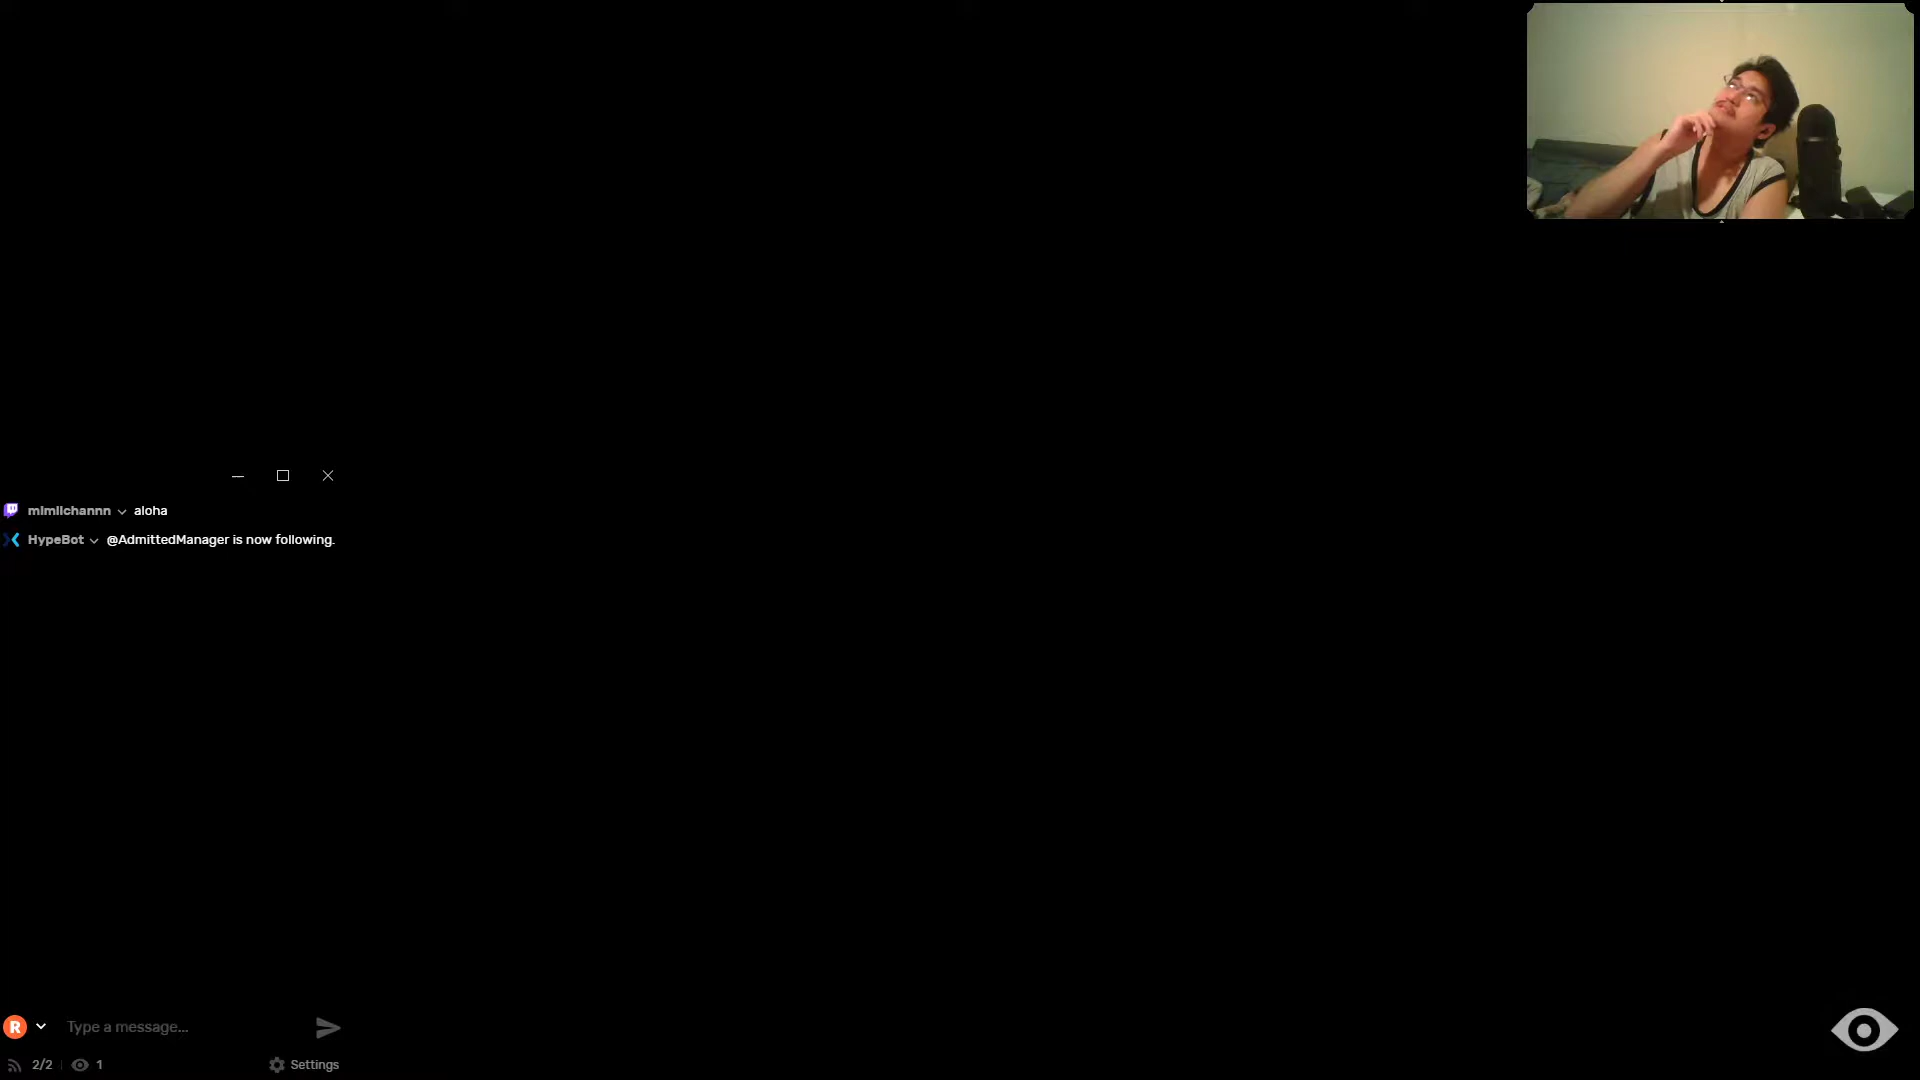 mimiichannn aloha
HypeBot @AdmittedManager is now following.
R Type a message...
2/2 1 Settings